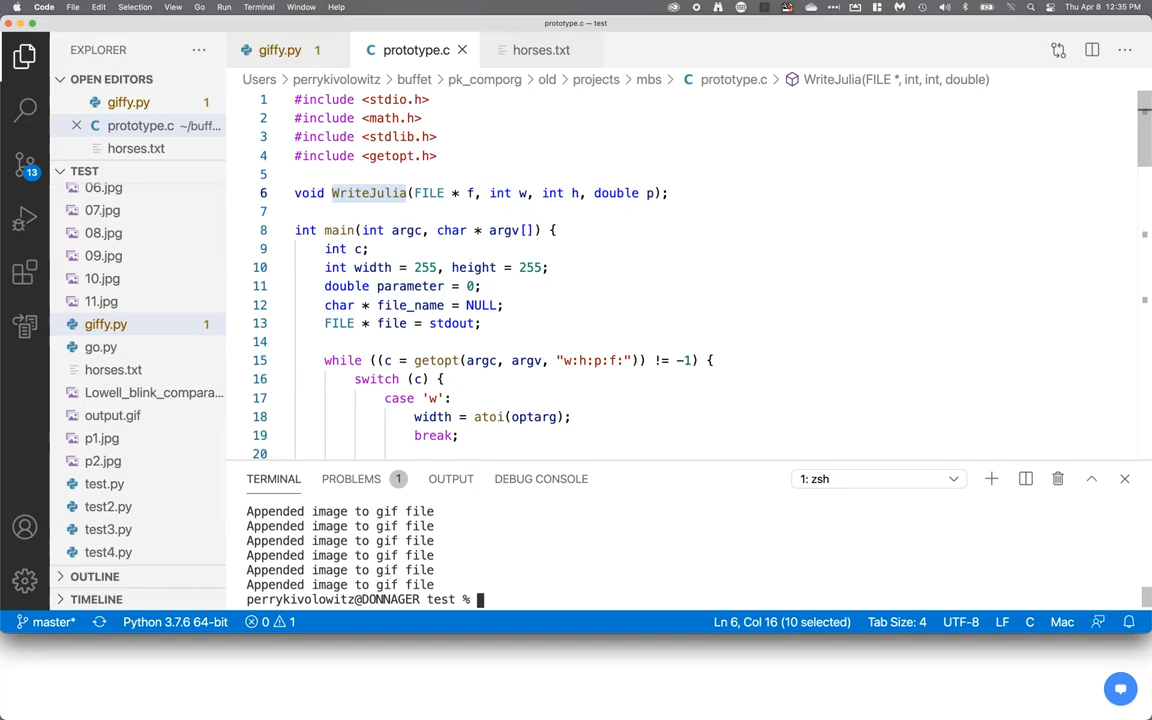 Code File Edit Selection View Go Run Terminal Window Help Thu Apr 8 12:35 PM
prototype.c — test
EXPLORER
giffy.py 1
prototype.c
horses.txt
Users > perrykivolowitz > buffet > pk_comporg > old > projects > mbs > C prototype.c > WriteJulia(FILE *, int, int, double)
OPEN EDITORS
giffy.py 1
C prototype.c ~/buff...
horses.txt
13
TEST
06.jpg
07.jpg
08.jpg
09.jpg
10.jpg
11.jpg
giffy.py 1
go.py
horses.txt
Lowell_blink_compara...
output.gif
p1.jpg
p2.jpg
test.py
test2.py
test3.py
test4.py
OUTLINE
TIMELINE
1 #include <stdio.h>
2 #include <math.h>
3 #include <stdlib.h>
4 #include <getopt.h>
5
6 void WriteJulia(FILE * f, int w, int h, double p);
7
8 int main(int argc, char * argv[]) {
9 int c;
10 int width = 255, height = 255;
11 double parameter = 0;
12 char * file_name = NULL;
13 FILE * file = stdout;
14
15 while ((c = getopt(argc, argv, "w:h:p:f:")) != -1) {
16 switch (c) {
17 case 'w':
18 width = atoi(optarg);
19 break;
20
TERMINAL PROBLEMS 1 OUTPUT DEBUG CONSOLE 1: zsh
Appended image to gif file
Appended image to gif file
Appended image to gif file
Appended image to gif file
Appended image to gif file
Appended image to gif file
perrykivolowitz@DONNAGER test %
master* Python 3.7.6 64-bit 0 1 Ln 6, Col 16 (10 selected) Tab Size: 4 UTF-8 LF C Mac